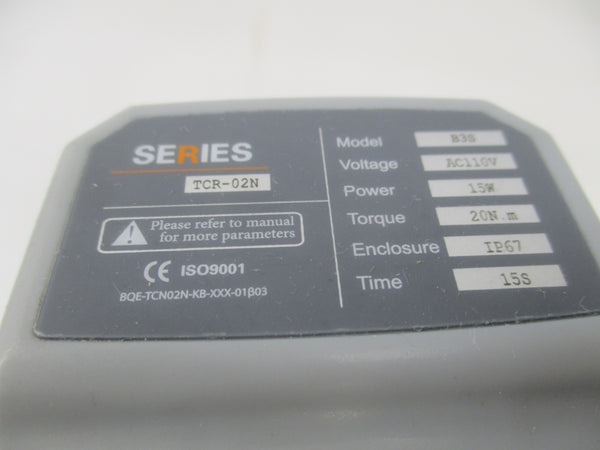 SERIES
TCR-02N
Please refer to manual
for more parameters
CE ISO9001
BQE-TCN02N-KB-XXX-01β03
Model B3S
Voltage AC110V
Power 15W
Torque 20N.m
Enclosure IP67
Time 15S